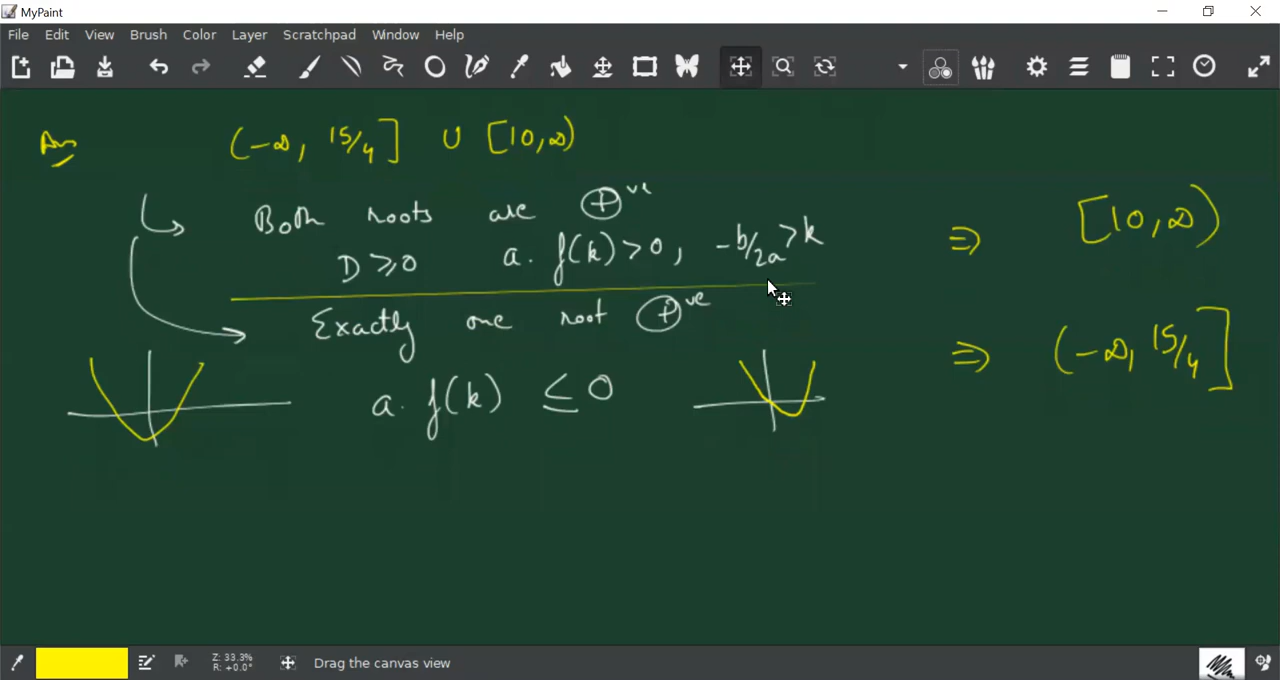 MyPaint
File Edit View Brush Color Layer Scratchpad Window Help
Ans (-∞, 15/4] ∪ [10,∞)
Both roots are ⊕ve
D ≥ 0 a. f(k) > 0, -b/2a > k ⇒ [10,∞)
Exactly one root ⊕ve
a. f(k) ≤ 0 ⇒ (-∞, 15/4]
Z: 33.3%
R: +0.0°
Drag the canvas view